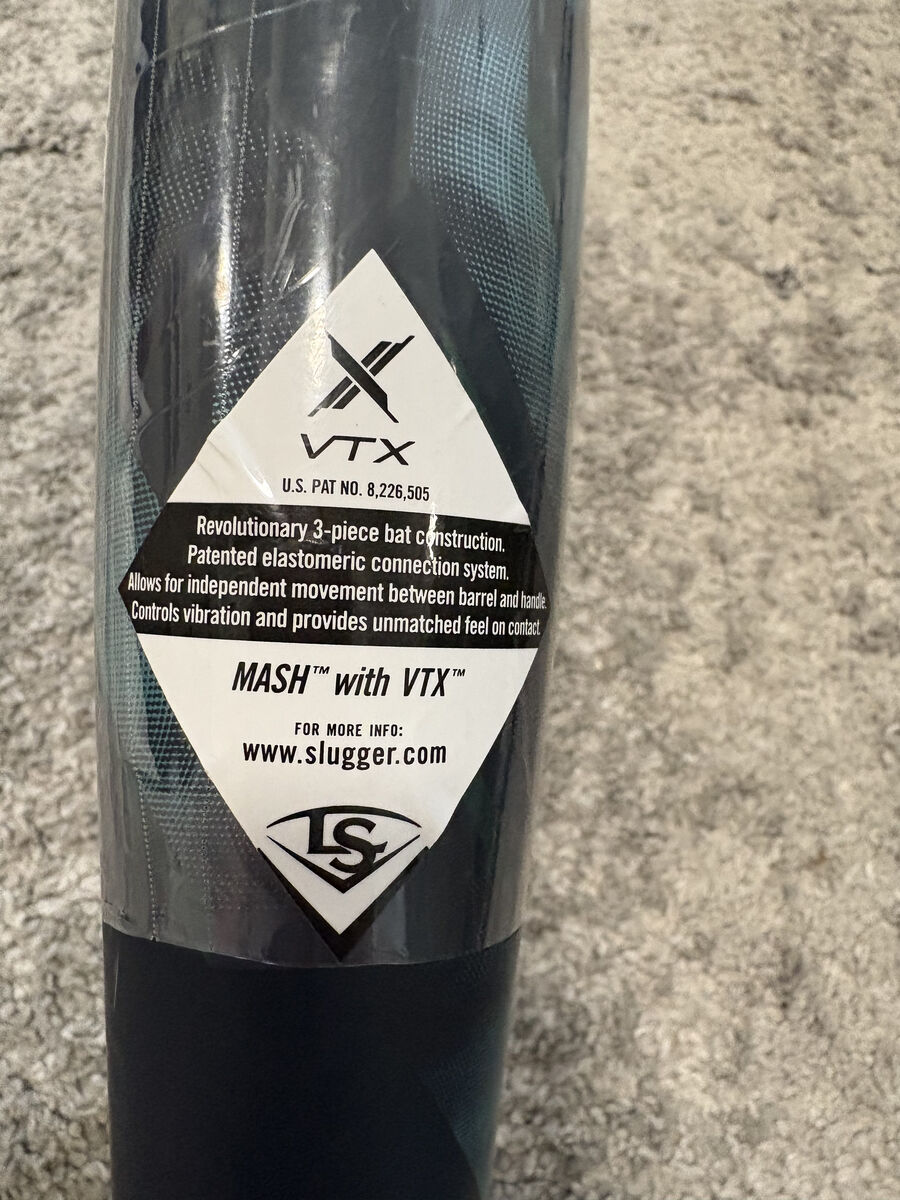 X
VTX
U.S. PAT NO. 8,226,505
Revolutionary 3-piece bat construction.
Patented elastomeric connection system.
Allows for independent movement between barrel and handle.
Controls vibration and provides unmatched feel on contact.
MASH™ with VTX™
FOR MORE INFO:
www.slugger.com
LS